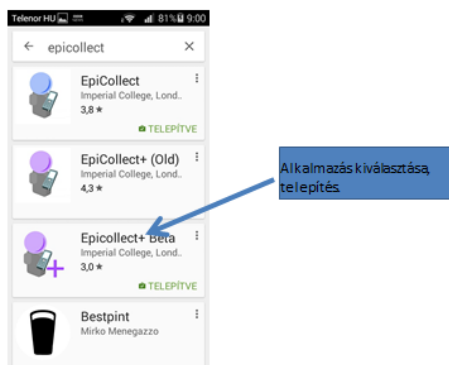 Telenor HU 81% 9:00
epicollect
EpiCollect
Imperial College, Lond..
3,8 ★
TELEPÍTVE
EpiCollect+ (Old)
Imperial College, Lond..
4,3 ★
Epicollect+ Beta
Imperial College, Lond..
3,0 ★
TELEPÍTVE
Bestpint
Mirko Menegazzo
Alkalmazás kiválasztása,
telepítés.